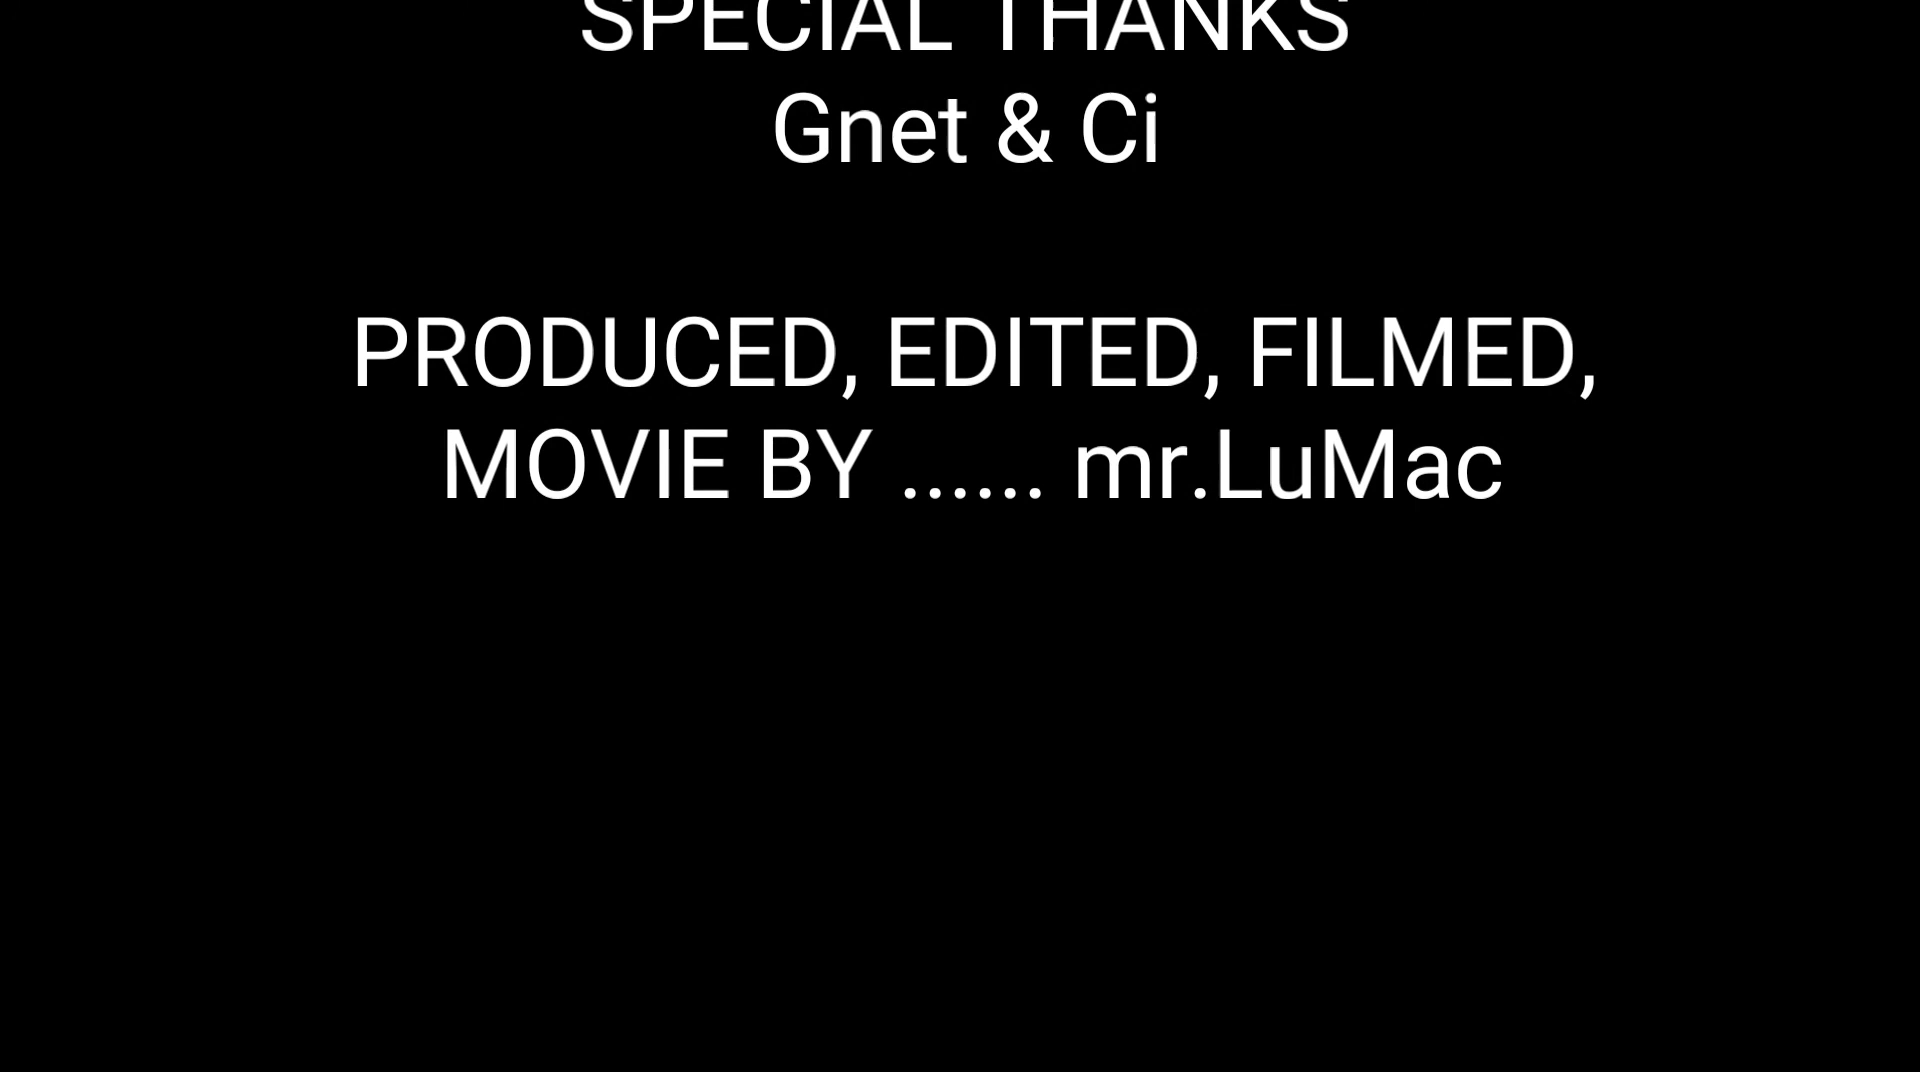 SPECIAL THANKS
Gnet & Ci
PRODUCED, EDITED, FILMED,
MOVIE BY ...... mr.LuMac